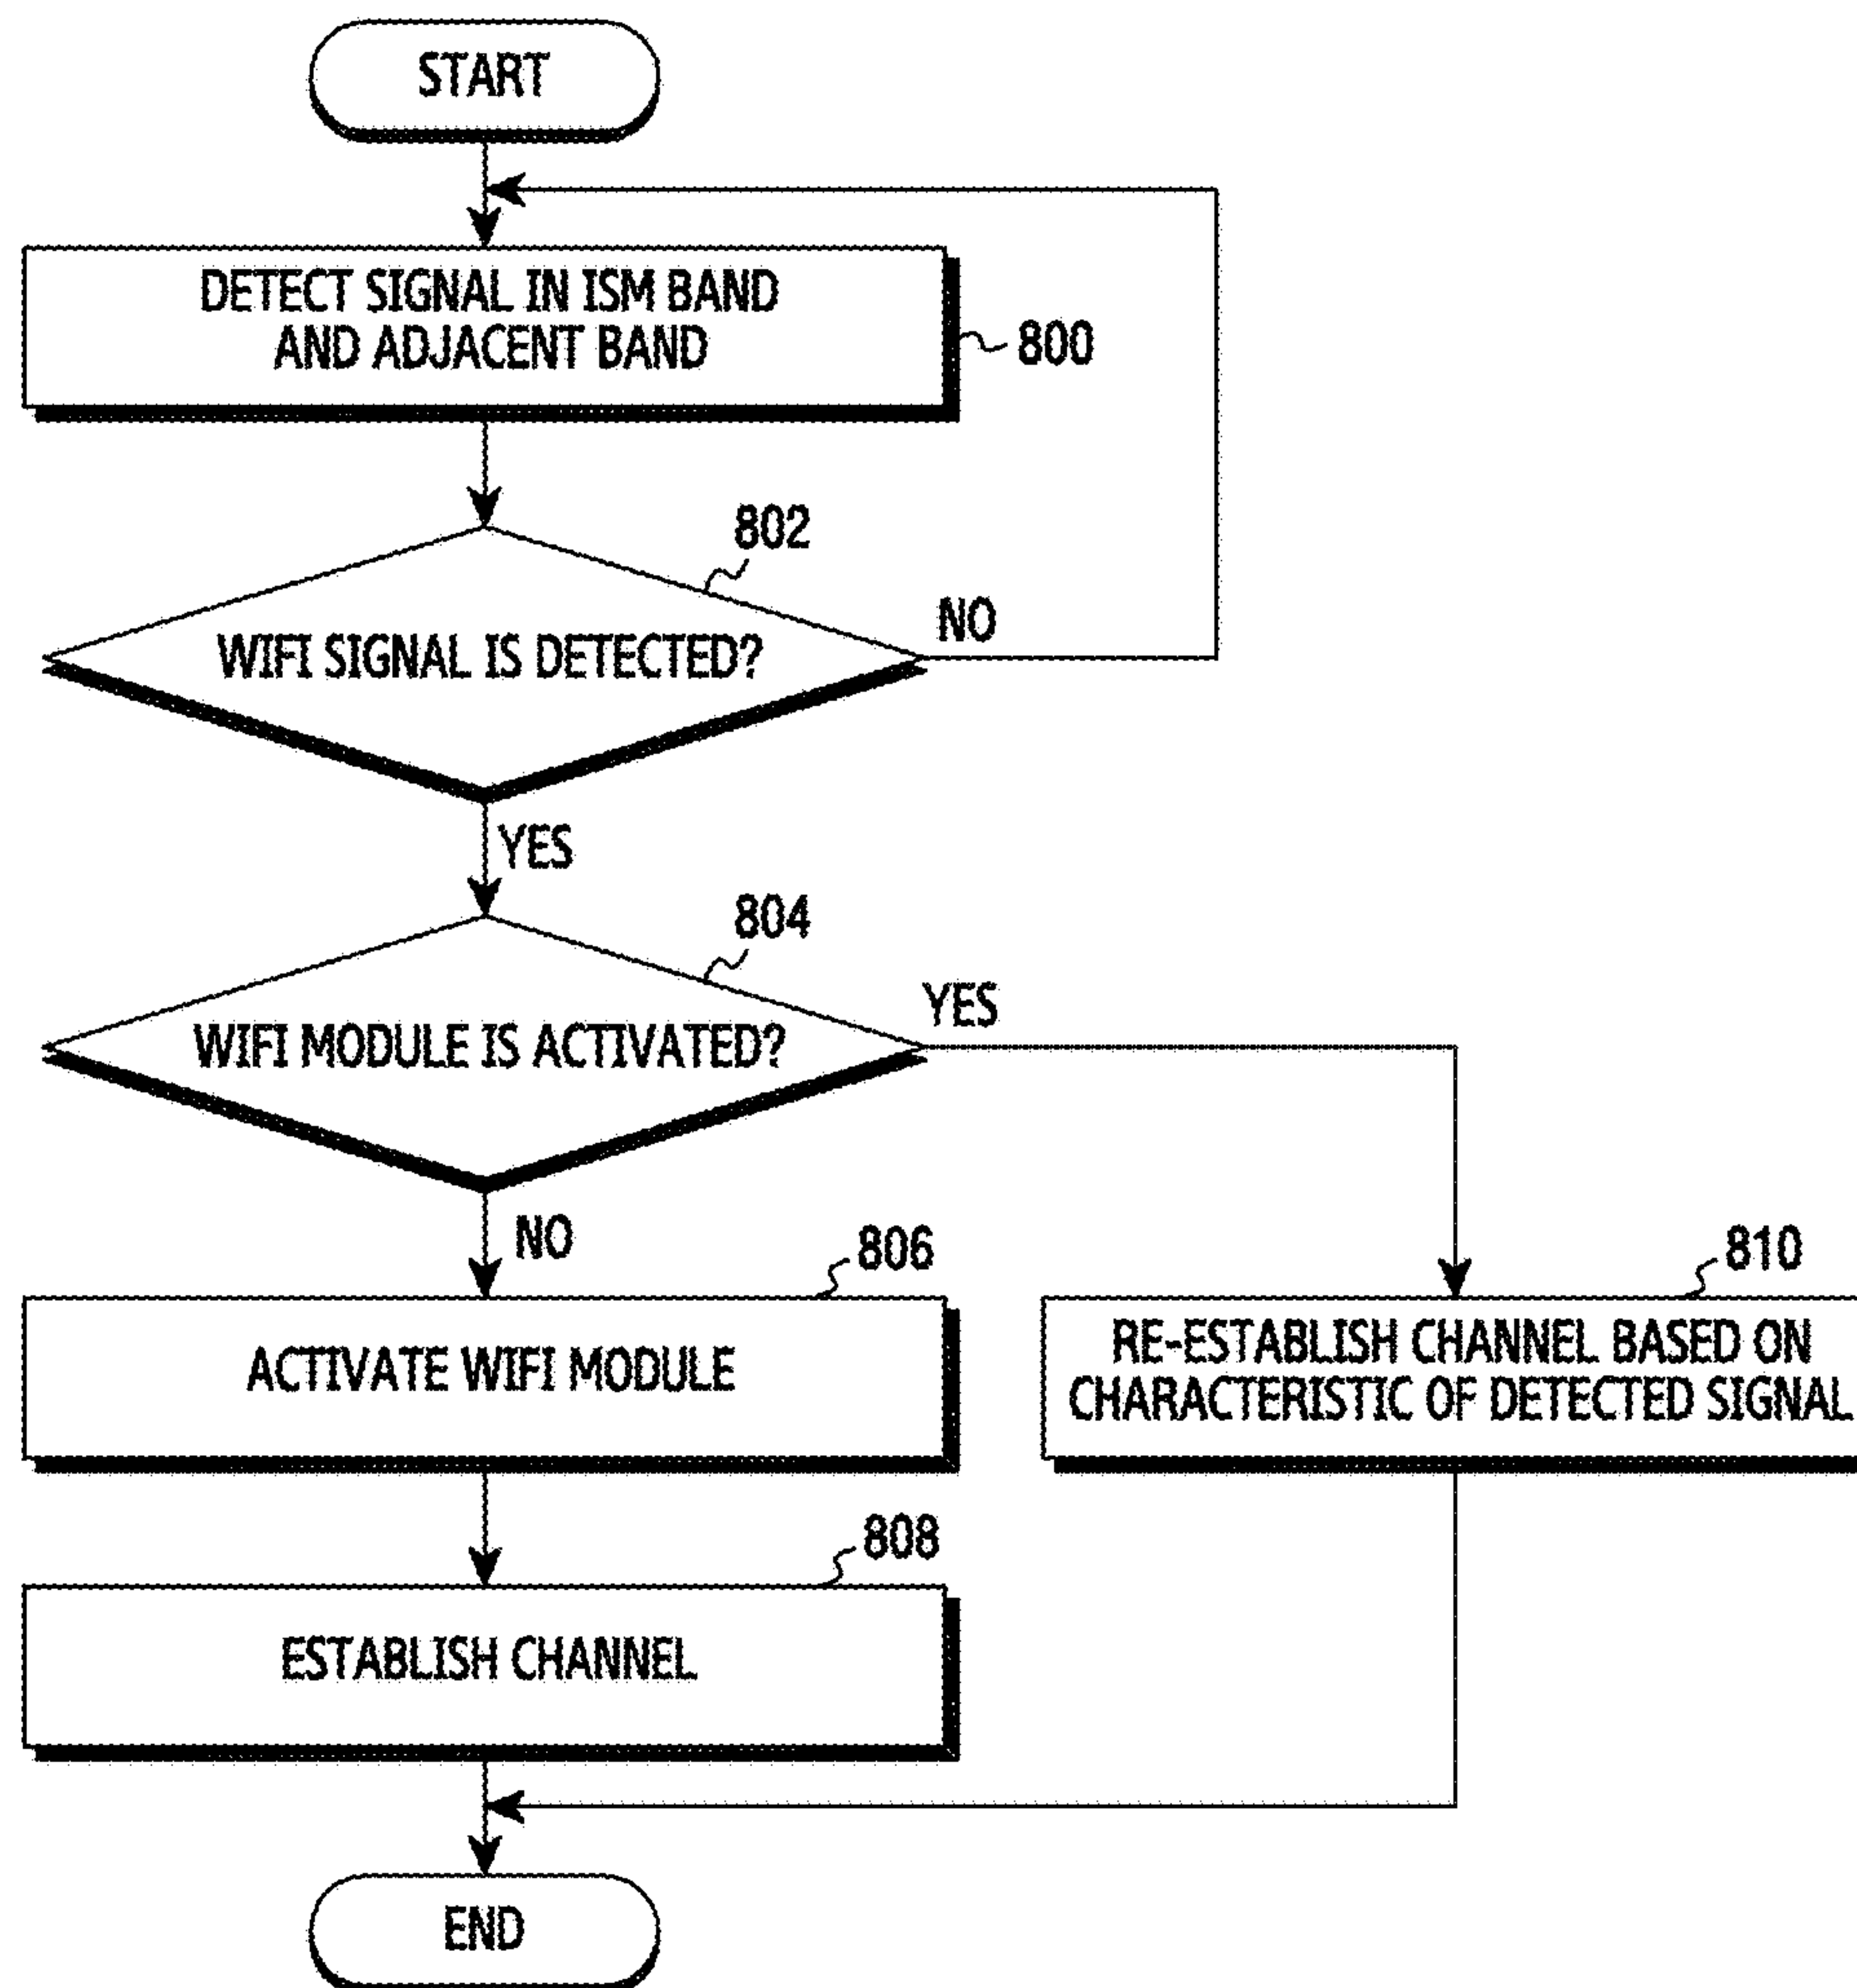 START
DETECT SIGNAL IN ISM BAND
AND ADJACENT BAND
800
802
WIFI SIGNAL IS DETECTED?
NO
YES
804
WIFI MODULE IS ACTIVATED?
YES
NO
806
ACTIVATE WIFI MODULE
810
RE-ESTABLISH CHANNEL BASED ON
CHARACTERISTIC OF DETECTED SIGNAL
808
ESTABLISH CHANNEL
END